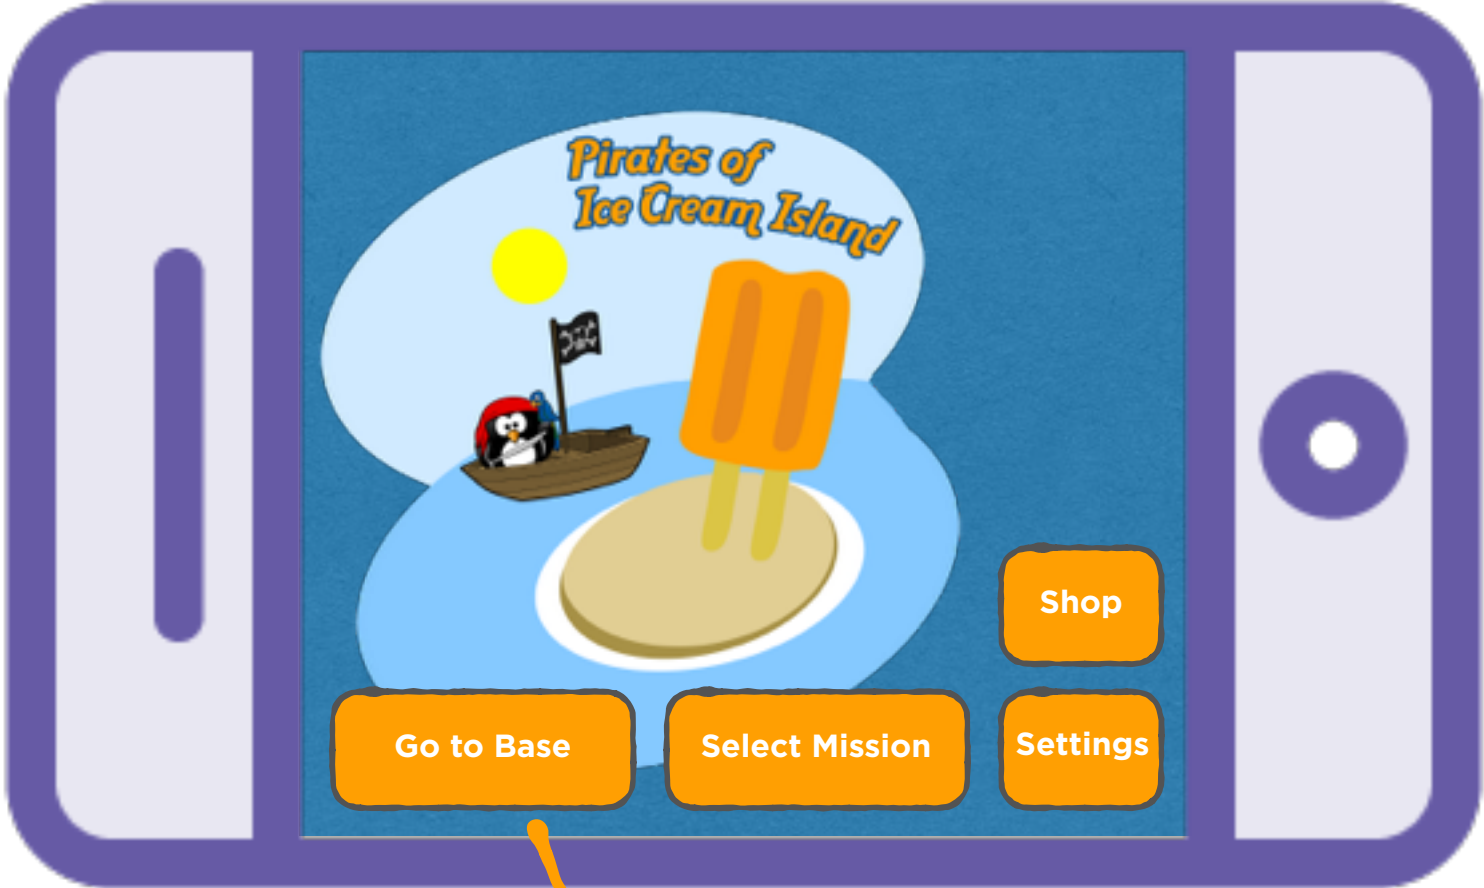 Pirates of
Ice Cream Island
Shop
Go to Base
Select Mission
Settings